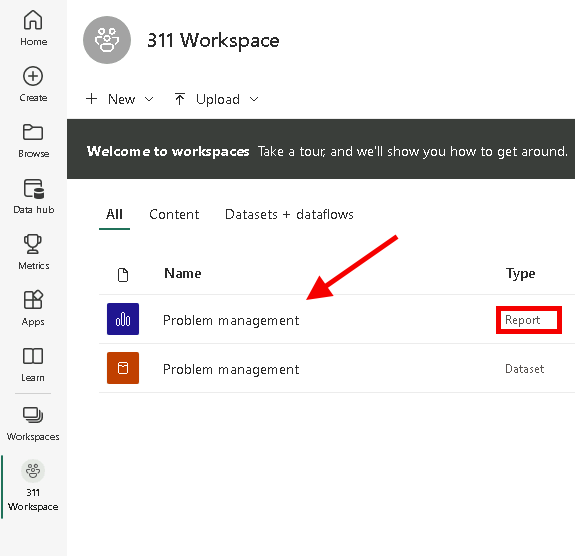 Home
Create
Browse
Data hub
Metrics
Apps
Learn
Workspaces
311
Workspace
311 Workspace
New
Upload
Welcome to workspaces Take a tour, and we'll show you how to get around.
All Content Datasets + dataflows
Name Type
Problem management Report
Problem management Dataset